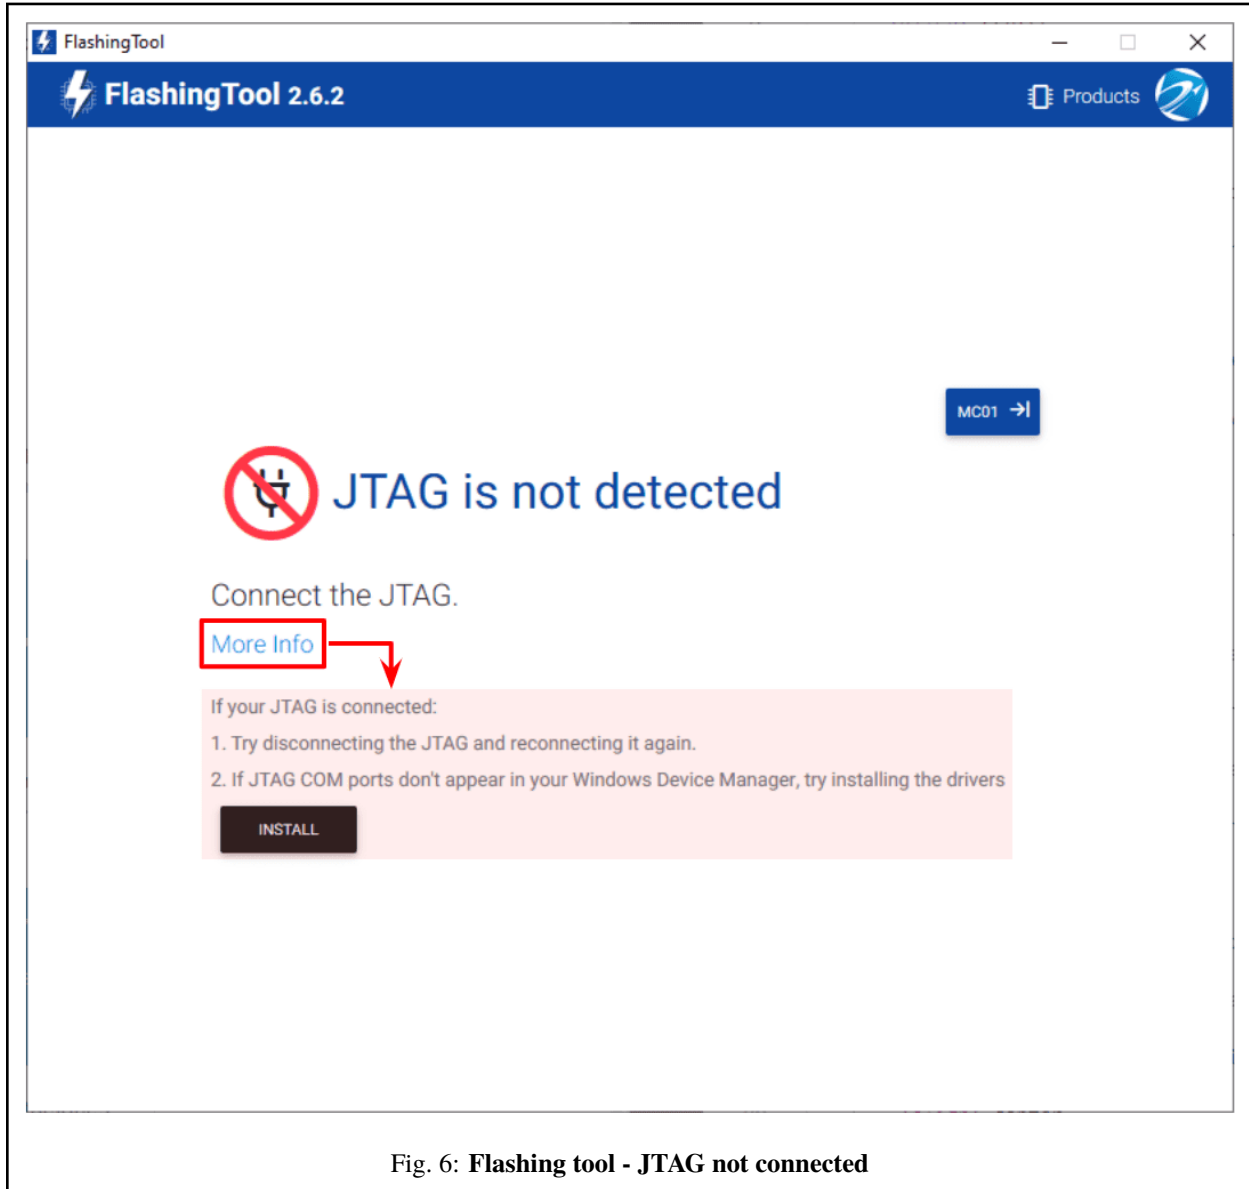 FlashingTool
FlashingTool 2.6.2
Products
MC01
JTAG is not detected
Connect the JTAG.
More Info
If your JTAG is connected:
1. Try disconnecting the JTAG and reconnecting it again.
2. If JTAG COM ports don't appear in your Windows Device Manager, try installing the drivers
INSTALL
Fig. 6: Flashing tool - JTAG not connected